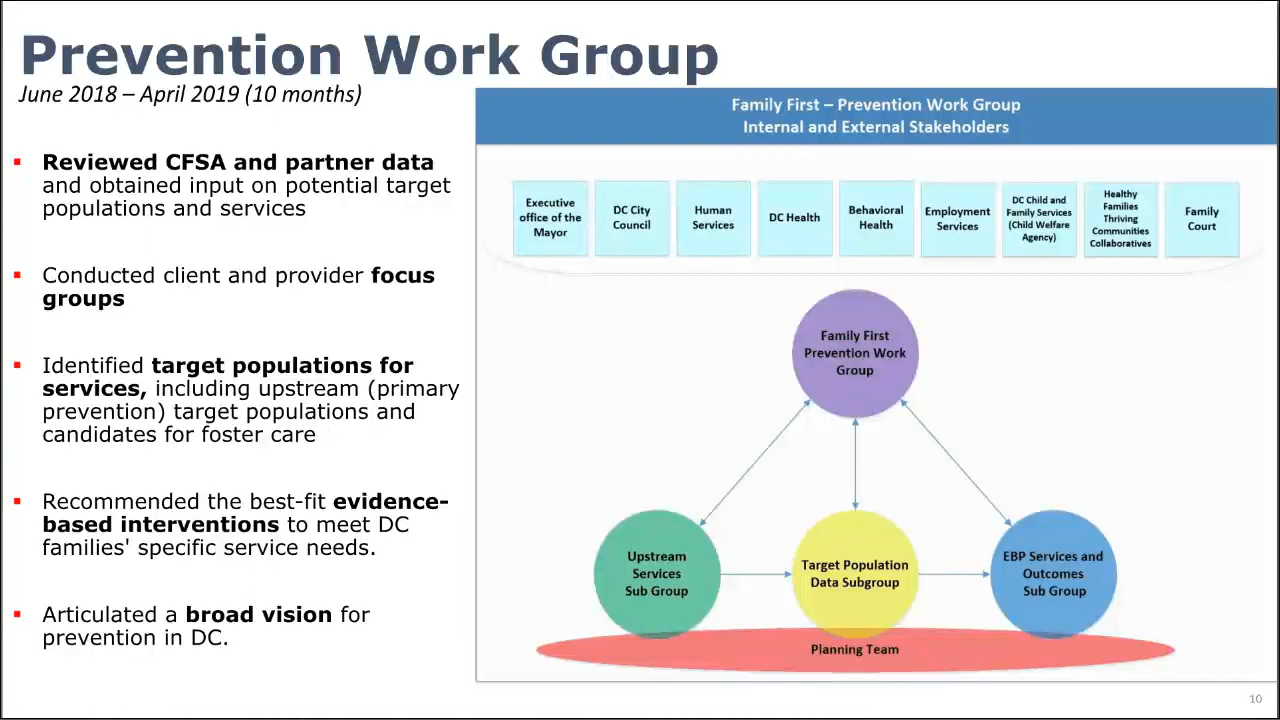 Prevention Work Group
June 2018 – April 2019 (10 months)
▪ Reviewed CFSA and partner data
and obtained input on potential target
populations and services
▪ Conducted client and provider focus
groups
▪ Identified target populations for
services, including upstream (primary
prevention) target populations and
candidates for foster care
▪ Recommended the best-fit evidence-
based interventions to meet DC
families' specific service needs.
▪ Articulated a broad vision for
prevention in DC.
Family First – Prevention Work Group
Internal and External Stakeholders
Executive
office of the
Mayor
DC City
Council
Human
Services
DC Health
Behavioral
Health
Employment
Services
DC Child and
Family Services
(Child Welfare
Agency)
Healthy
Families
Thriving
Communities
Collaboratives
Family
Court
Family First
Prevention Work
Group
Upstream
Services
Sub Group
Target Population
Data Subgroup
EBP Services and
Outcomes
Sub Group
Planning Team
10